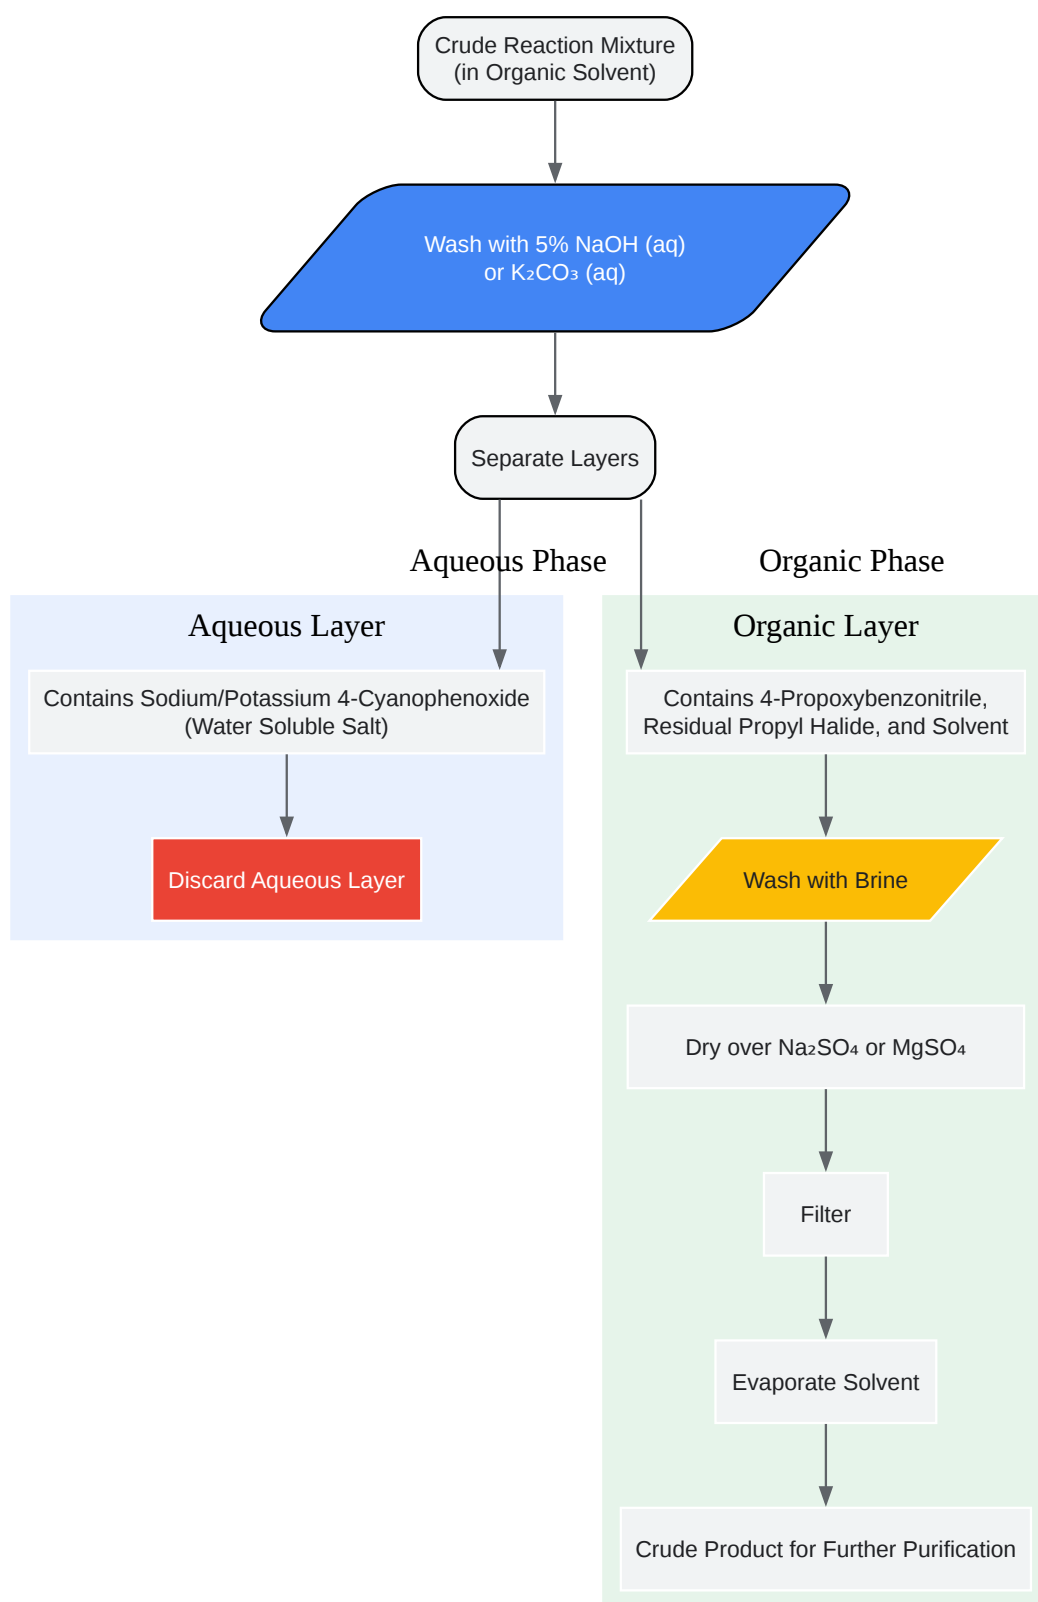 Crude Reaction Mixture
(in Organic Solvent)
Wash with 5% NaOH (aq)
or K₂CO₃ (aq)
Separate Layers
Aqueous Phase
Organic Phase
Aqueous Layer
Contains Sodium/Potassium 4-Cyanophenoxide
(Water Soluble Salt)
Discard Aqueous Layer
Organic Layer
Contains 4-Propoxybenzonitrile,
Residual Propyl Halide, and Solvent
Wash with Brine
Dry over Na₂SO₄ or MgSO₄
Filter
Evaporate Solvent
Crude Product for Further Purification